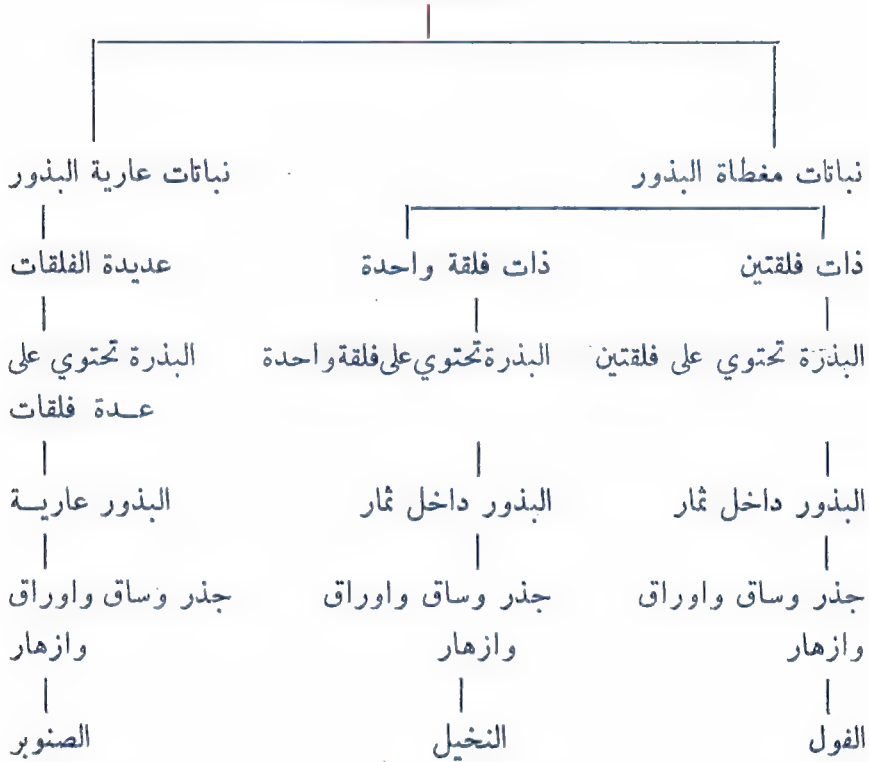 نباتات مغطاة البذور نباتات عارية البذور
ذات فلقتين ذات فلقة واحدة عديدة الفلقات
البذرة تحتوي على فلقتين البذرة تحتوي على فلقة واحدة البذرة تحتوي على
عدة فلقات
البذور داخل ثمار البذور داخل ثمار البذور عاريـة
جذر وساق واوراق جذر وساق واوراق جذر وساق واوراق
وازهار وازهار وازهار
الفول النخيل الصنوبر